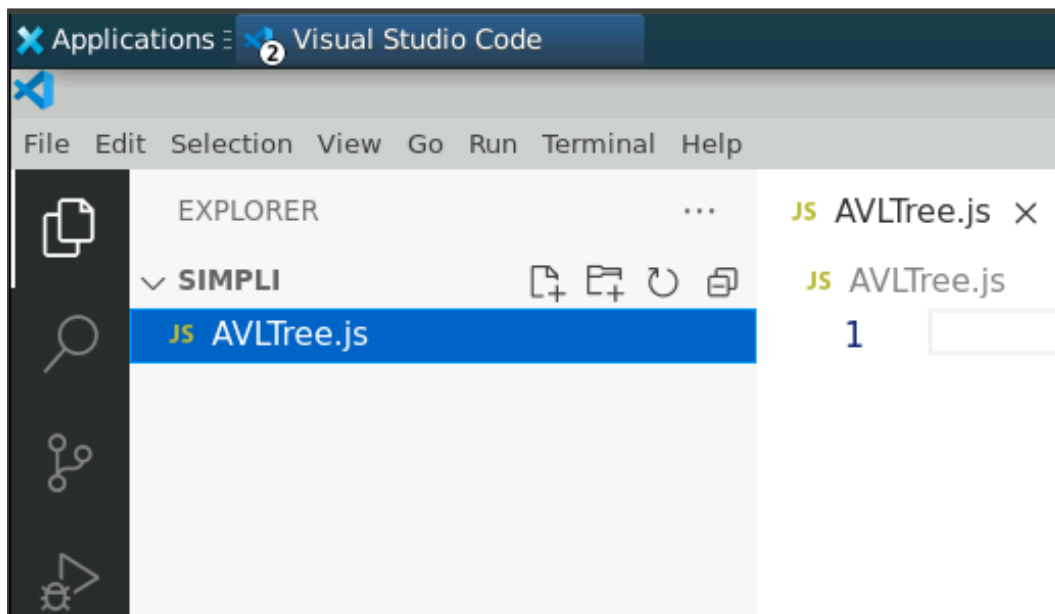 Applications 2 Visual Studio Code
File Edit Selection View Go Run Terminal Help
EXPLORER ...
SIMPLI
JS AVLTree.js
JS AVLTree.js ×
JS AVLTree.js
1